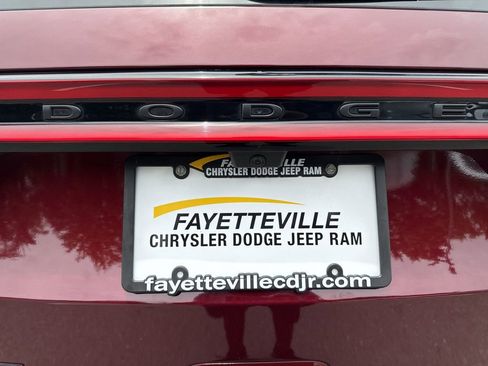 DODGE
FAYETTEVILLE
CHRYSLER DODGE JEEP RAM
FAYETTEVILLE
CHRYSLER DODGE JEEP RAM
fayettevillecdjr.com